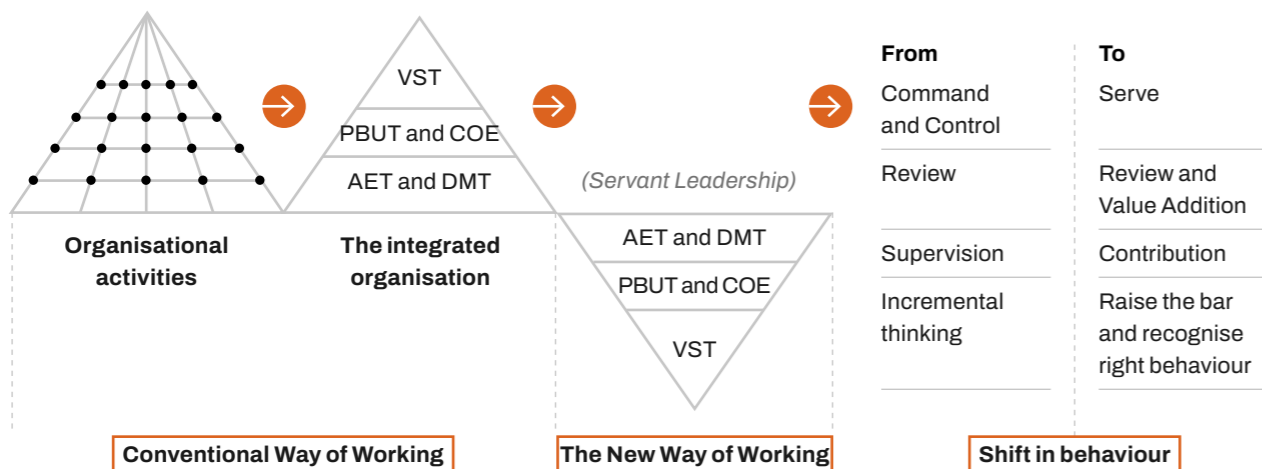 VST
PBUT and COE
AET and DMT
Organisational
activities
The integrated
organisation
(Servant Leadership)
AET and DMT
PBUT and COE
VST
From
To
Command
and Control
Serve
Review
Review and
Value Addition
Supervision
Contribution
Incremental
thinking
Raise the bar
and recognise
right behaviour
Conventional Way of Working
The New Way of Working
Shift in behaviour